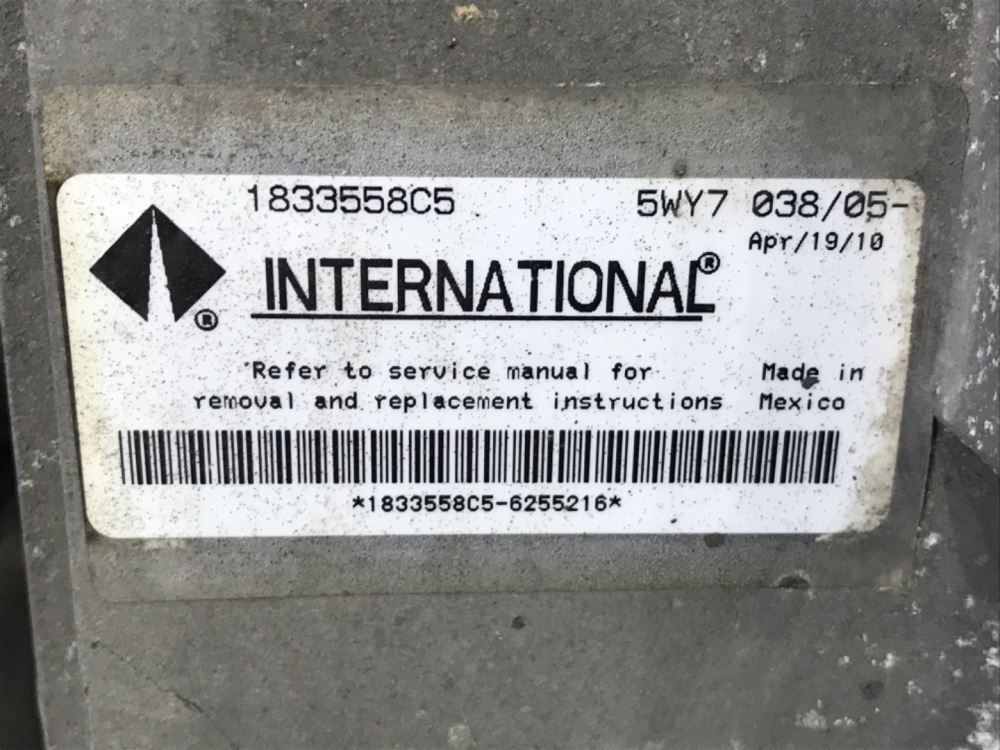 1833558C5 5WY7 038/05-
Apr/19/10
INTERNATIONAL®
®
Refer to service manual for Made in
removal and replacement instructions Mexico
*1833558C5-6255216*